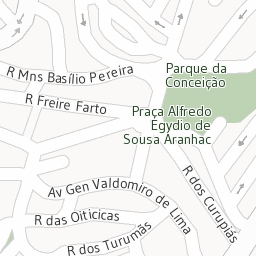 R Mns Basílio Pereira
Parque da
Conceição
R Freire Farto
Praça Alfredo
Egydio de
Sousa Aranhac
Av Gen Valdomiro de Lima
R dos Curupiás
R das Oiticicas
R dos Turumãs